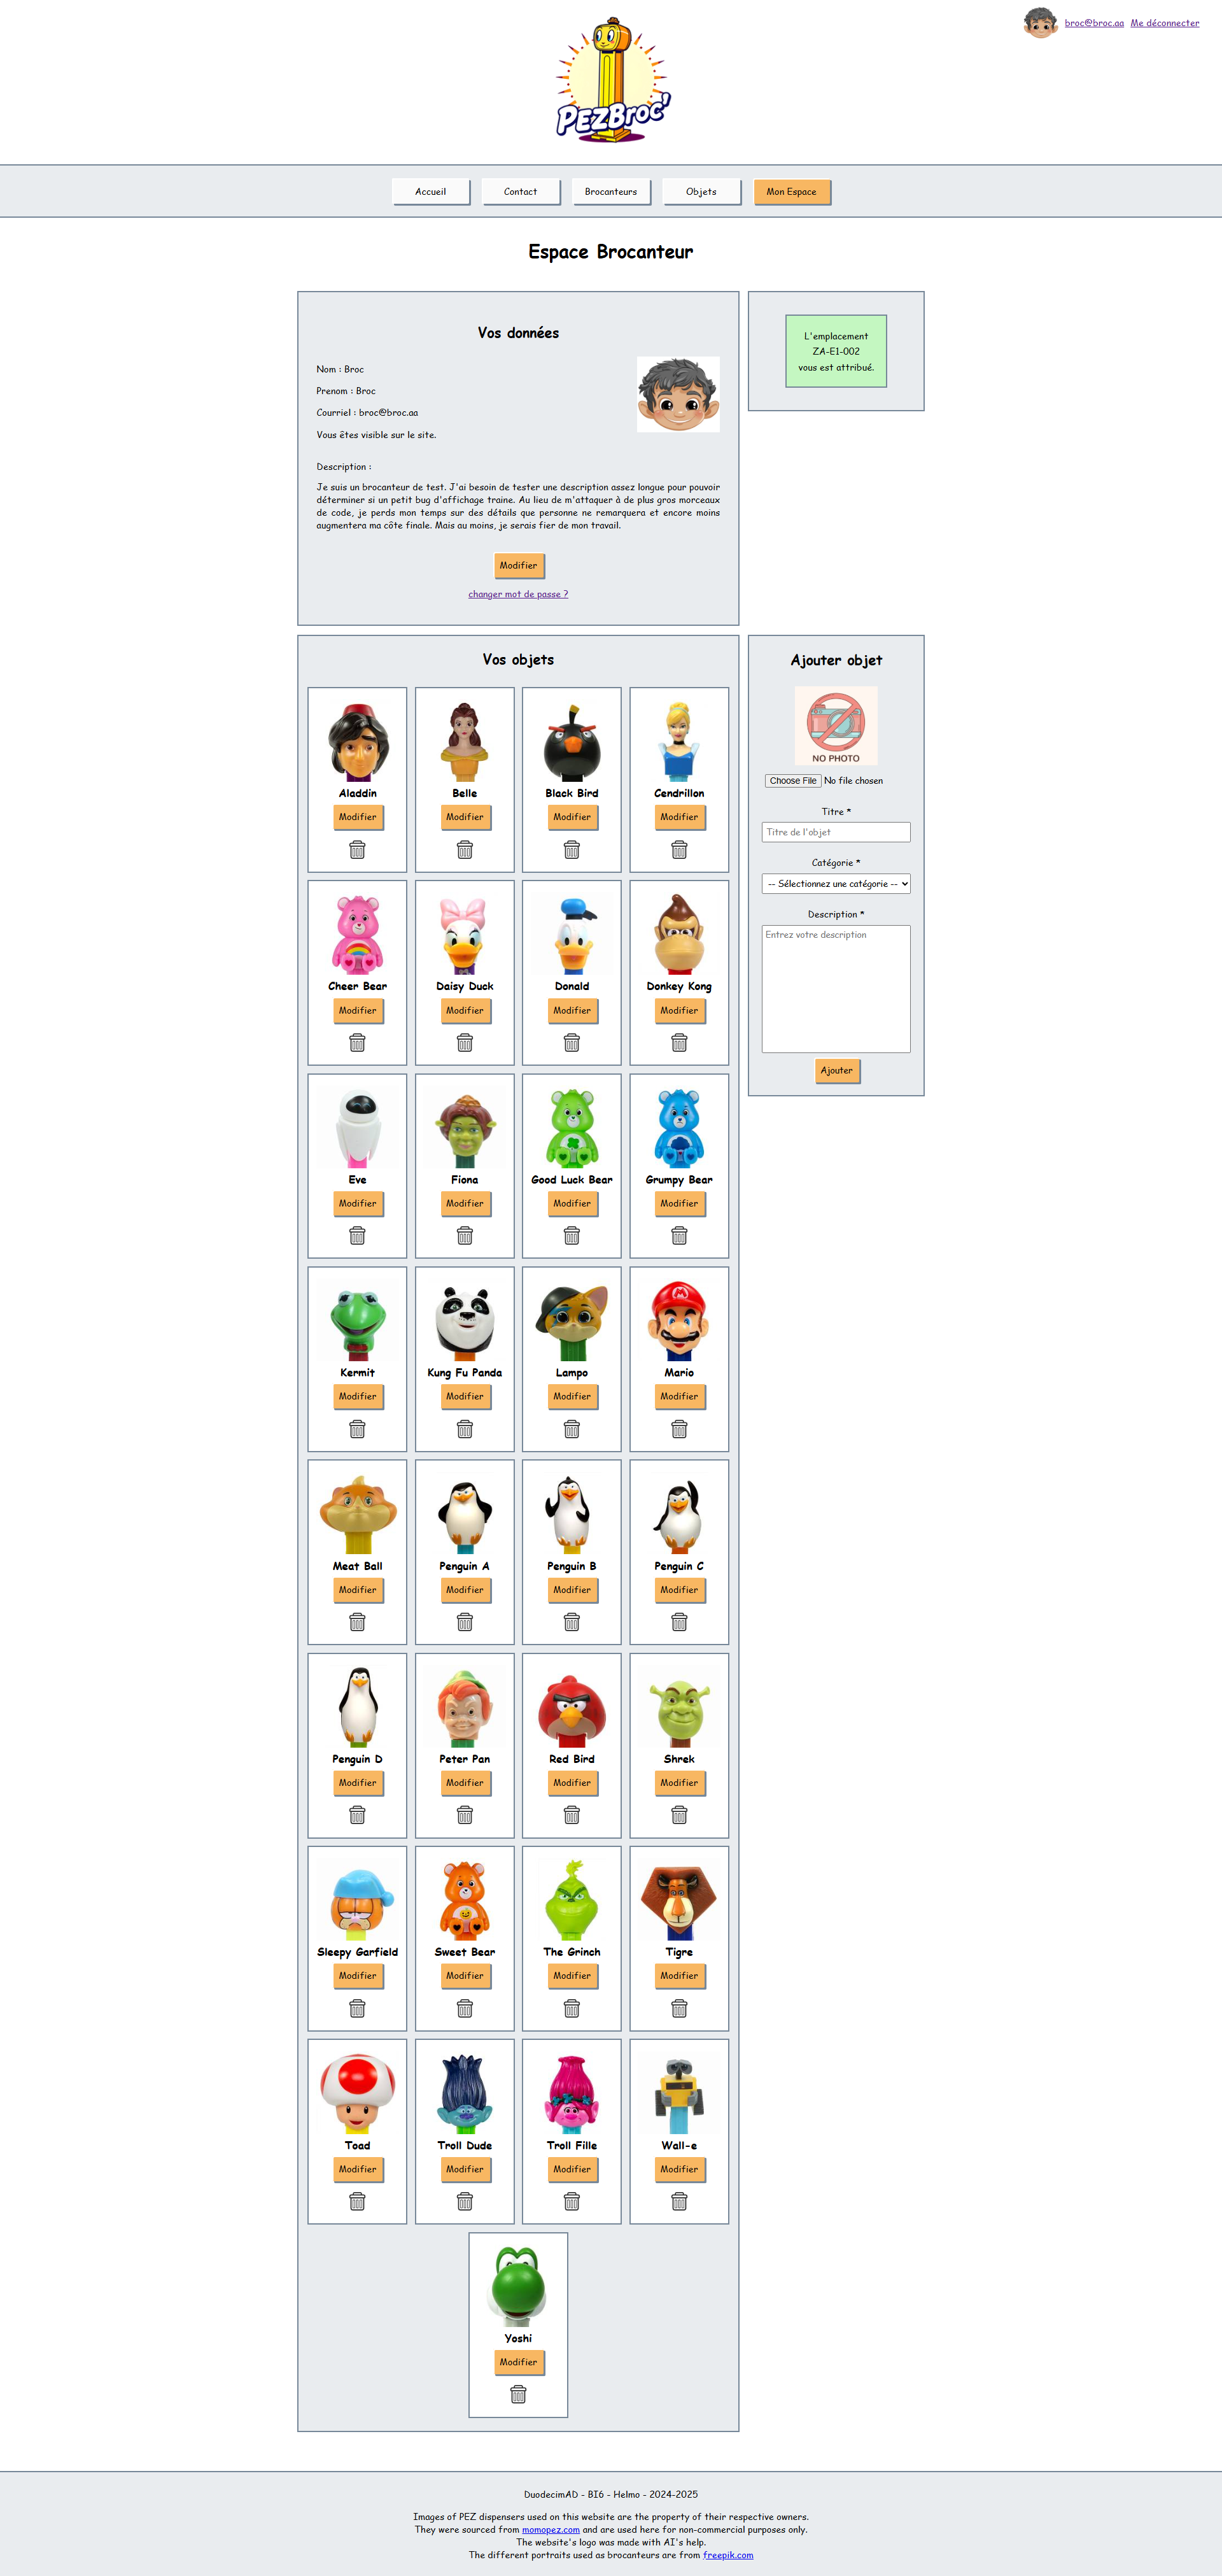 broc@broc.aa Me déconnecter
PEZBroc'
Accueil Contact Brocanteurs Objets Mon Espace
Espace Brocanteur
Vos données
Nom : Broc
Prenom : Broc
Courriel : broc@broc.aa
Vous êtes visible sur le site.
Description :
Je suis un brocanteur de test. J'ai besoin de tester une description assez longue pour pouvoir
déterminer si un petit bug d'affichage traine. Au lieu de m'attaquer à de plus gros morceaux
de code, je perds mon temps sur des détails que personne ne remarquera et encore moins
augmentera ma côte finale. Mais au moins, je serais fier de mon travail.
Modifier
changer mot de passe ?
L'emplacement
ZA-E1-002
vous est attribué.
Vos objets
Aladdin Belle Black Bird Cendrillon
Modifier Modifier Modifier Modifier
Cheer Bear Daisy Duck Donald Donkey Kong
Modifier Modifier Modifier Modifier
Eve Fiona Good Luck Bear Grumpy Bear
Modifier Modifier Modifier Modifier
Kermit Kung Fu Panda Lampo Mario
Modifier Modifier Modifier Modifier
Meat Ball Penguin A Penguin B Penguin C
Modifier Modifier Modifier Modifier
Penguin D Peter Pan Red Bird Shrek
Modifier Modifier Modifier Modifier
Sleepy Garfield Sweet Bear The Grinch Tigre
Modifier Modifier Modifier Modifier
Toad Troll Dude Troll Fille Wall-e
Modifier Modifier Modifier Modifier
Yoshi
Modifier
Ajouter objet
NO PHOTO
Choose File No file chosen
Titre *
Titre de l'objet
Catégorie *
-- Sélectionnez une catégorie --
Description *
Entrez votre description
Ajouter
DuodecimAD - BI6 - Helmo - 2024-2025
Images of PEZ dispensers used on this website are the property of their respective owners.
They were sourced from momopez.com and are used here for non-commercial purposes only.
The website's logo was made with AI's help.
The different portraits used as brocanteurs are from freepik.com